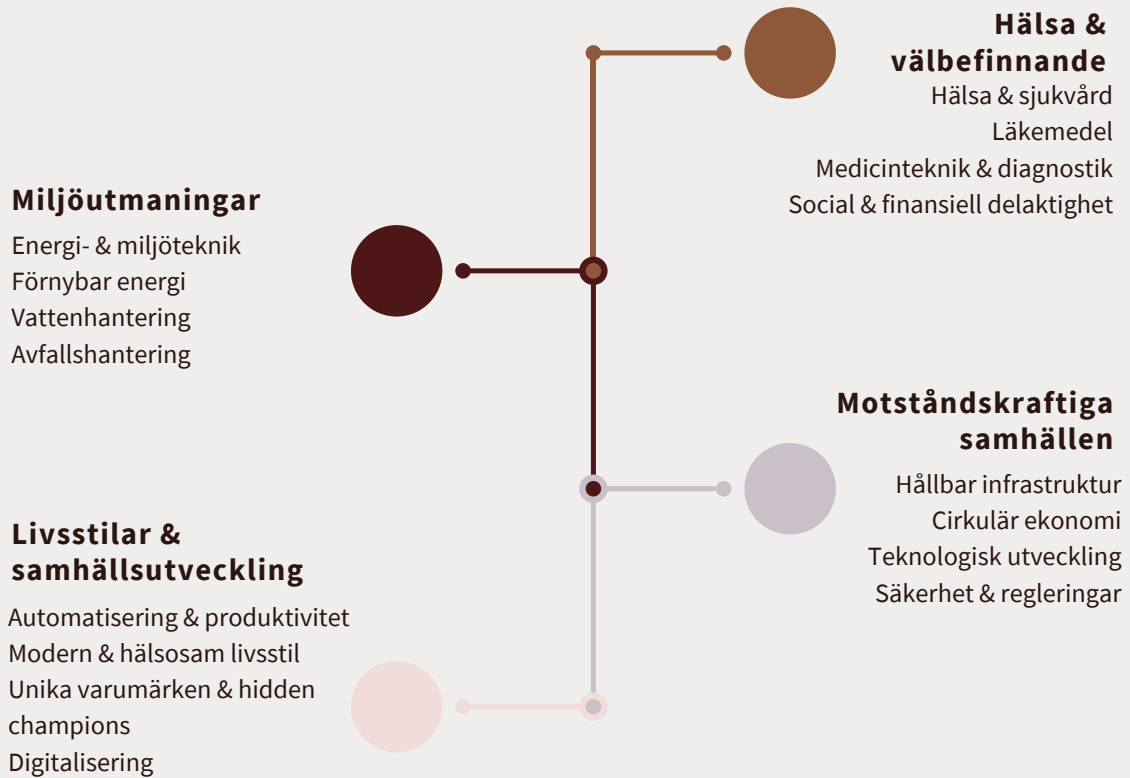 Hälsa &
välbefinnande
Hälsa & sjukvård
Läkemedel
Medicinteknik & diagnostik
Social & finansiell delaktighet
Miljöutmaningar
Energi- & miljöteknik
Förnybar energi
Vattenhantering
Avfallshantering
Motståndskraftiga
samhällen
Hållbar infrastruktur
Cirkulär ekonomi
Teknologisk utveckling
Säkerhet & regleringar
Livsstilar &
samhällsutveckling
Automatisering & produktivitet
Modern & hälsosam livsstil
Unika varumärken & hidden
champions
Digitalisering